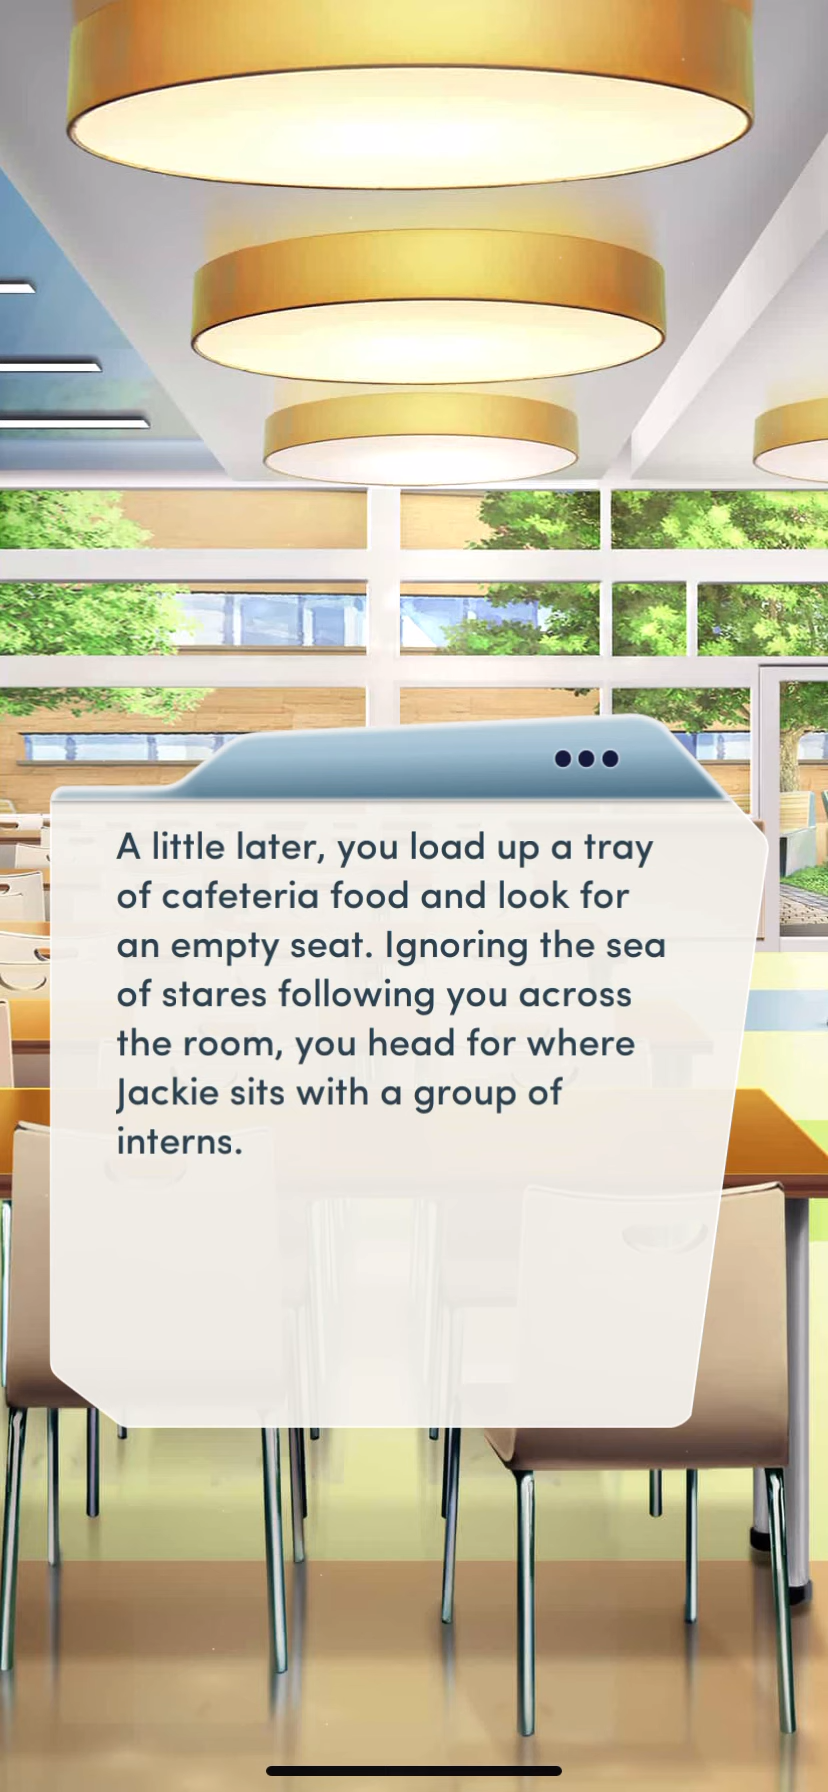 A little later, you load up a tray
of cafeteria food and look for
an empty seat. Ignoring the sea
of stares following you across
the room, you head for where
Jackie sits with a group of
interns.